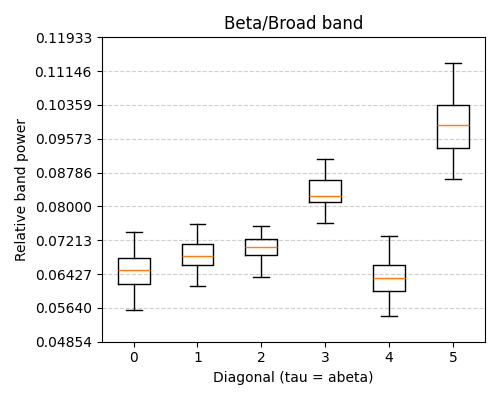 Beta/Broad band
0.11933
0.11146
0.10359
0.09573
0.08786
0.08000
0.07213
0.06427
0.05640
0.04854
Relative band power
0 1 2 3 4 5
Diagonal (tau = abeta)